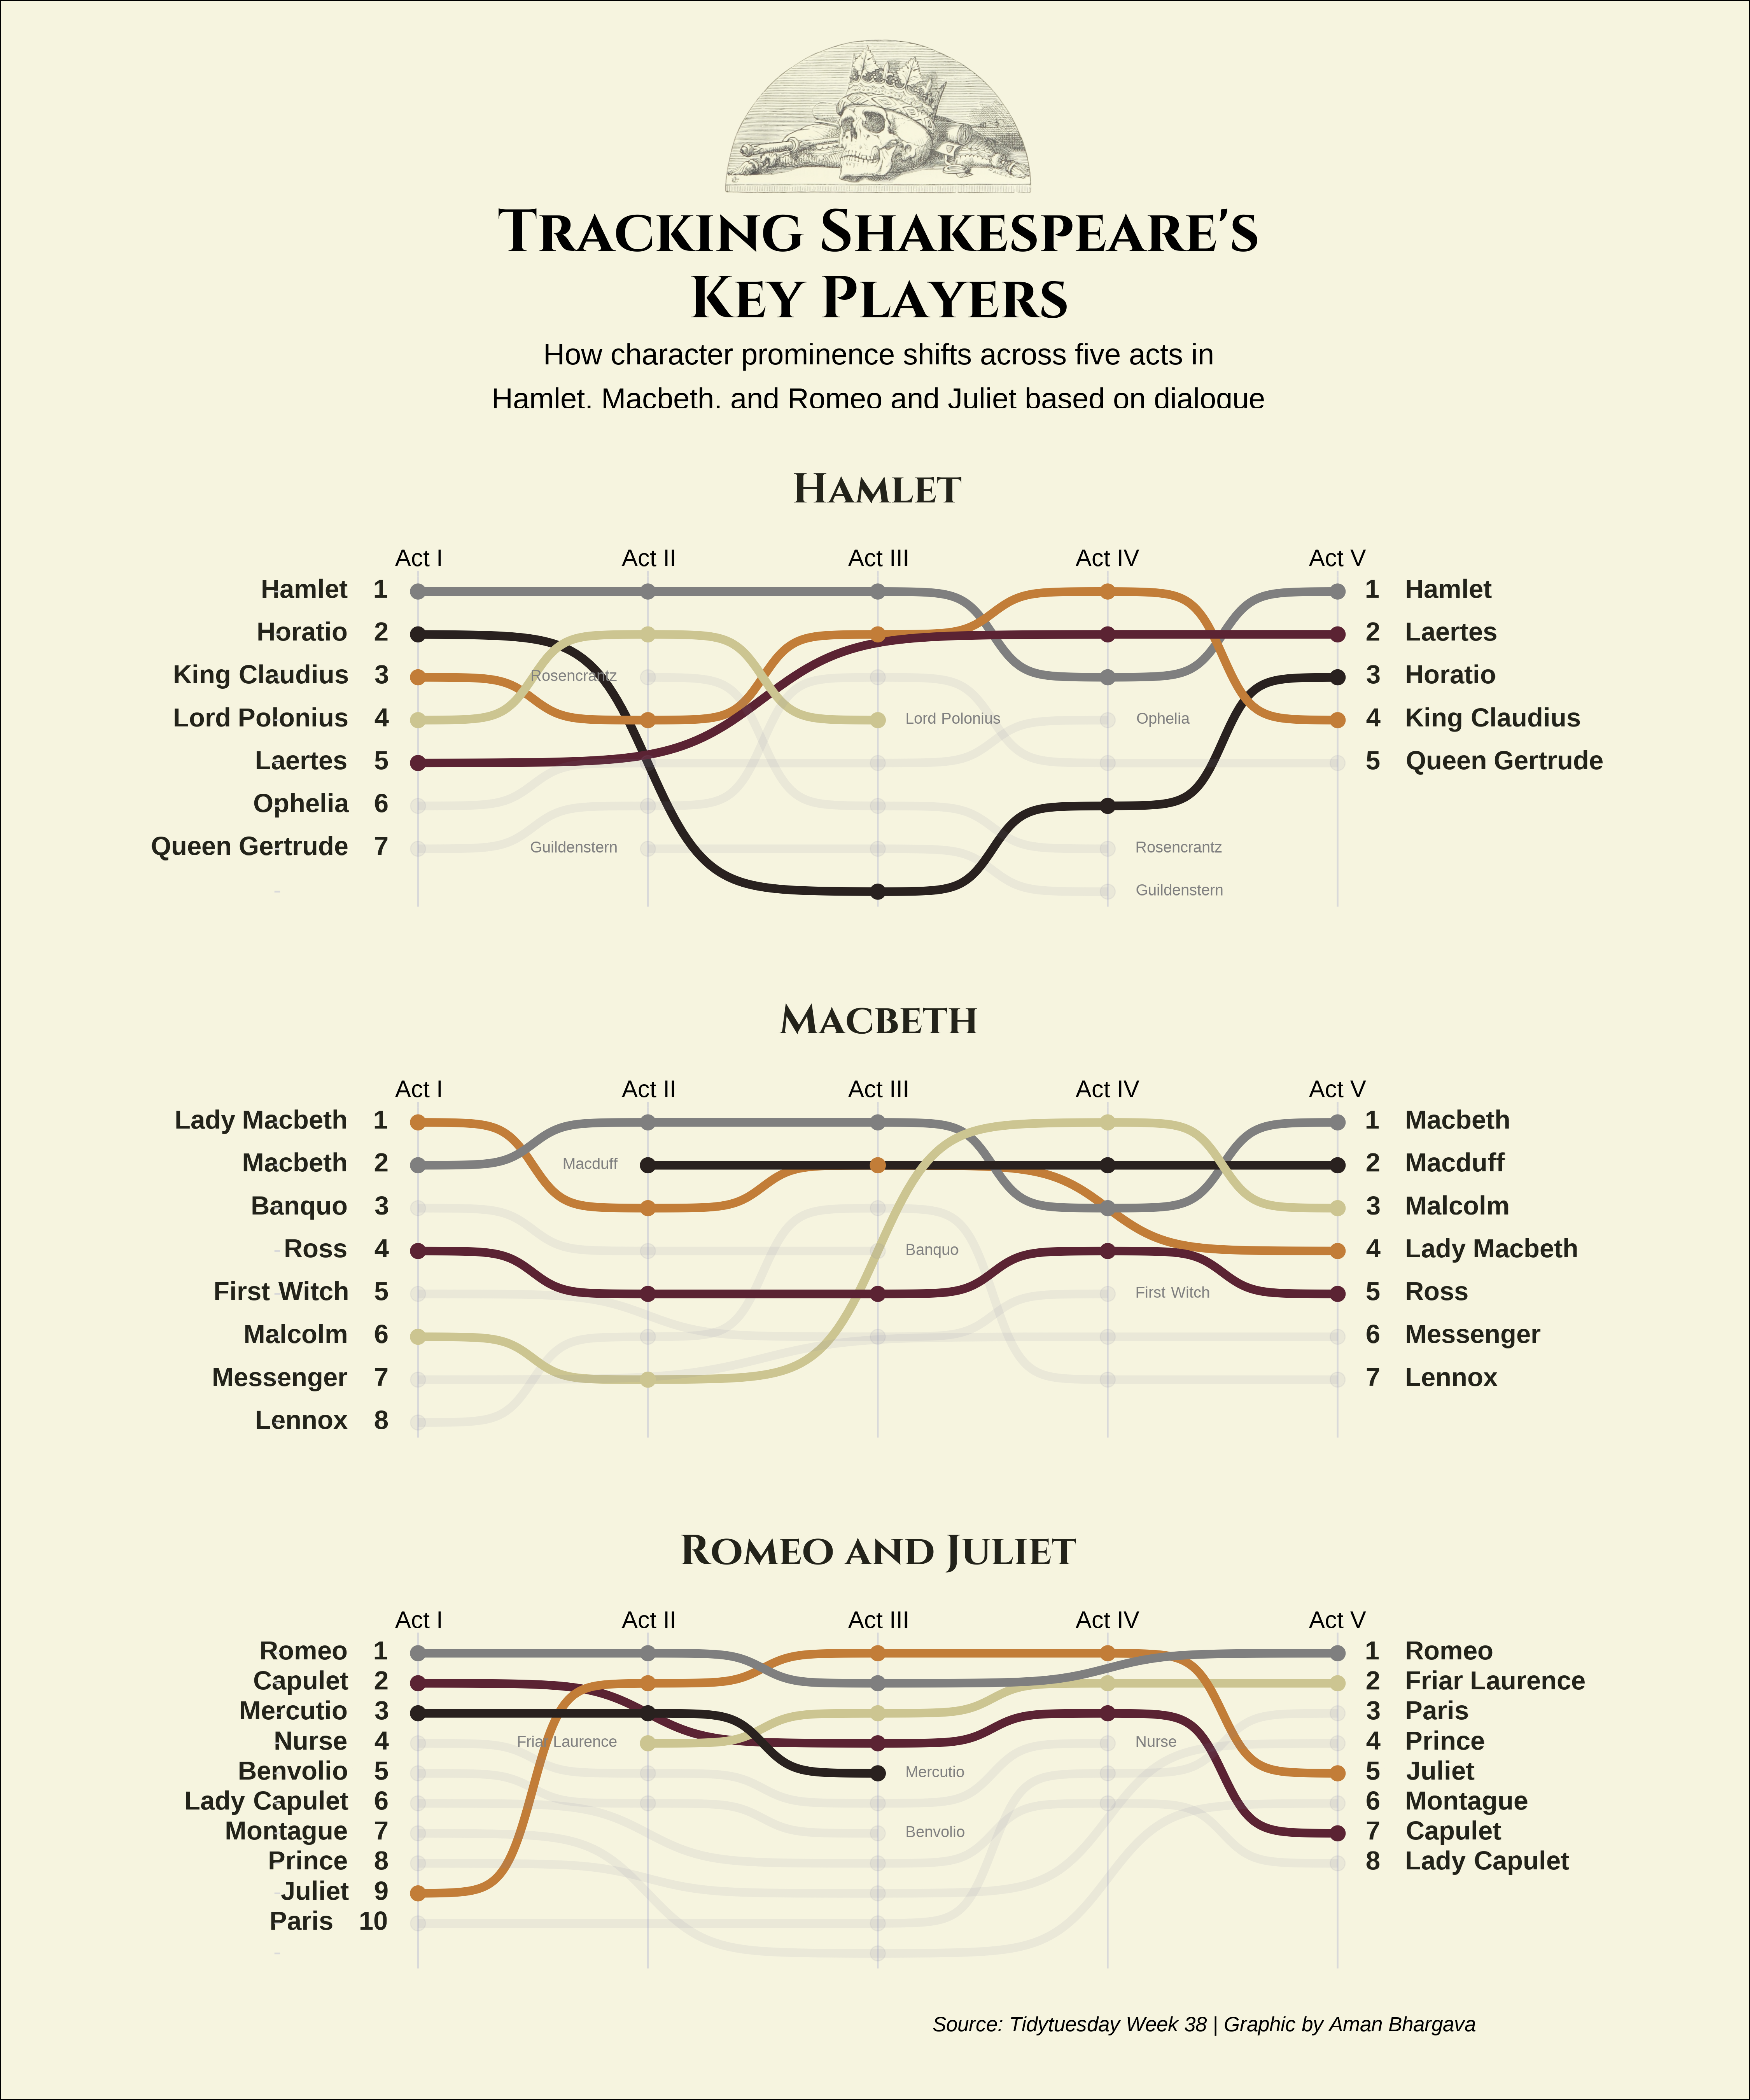 Tracking Shakespeare's
Key Players
How character prominence shifts across five acts in
Hamlet, Macbeth, and Romeo and Juliet based on dialogue
Hamlet
Act I Act II Act III Act IV Act V
Hamlet 1 1 Hamlet
Horatio 2 2 Laertes
King Claudius 3 Rosencrantz 3 Horatio
Lord Polonius 4 Lord Polonius Ophelia 4 King Claudius
Laertes 5 5 Queen Gertrude
Ophelia 6
Queen Gertrude 7 Guildenstern Rosencrantz
Guildenstern
Macbeth
Act I Act II Act III Act IV Act V
Lady Macbeth 1 1 Macbeth
Macbeth 2 Macduff 2 Macduff
Banquo 3 3 Malcolm
Ross 4 Banquo 4 Lady Macbeth
First Witch 5 First Witch 5 Ross
Malcolm 6 6 Messenger
Messenger 7 7 Lennox
Lennox 8
Romeo and Juliet
Act I Act II Act III Act IV Act V
Romeo 1 1 Romeo
Capulet 2 2 Friar Laurence
Mercutio 3 3 Paris
Nurse 4 Friar Laurence Nurse 4 Prince
Benvolio 5 Mercutio 5 Juliet
Lady Capulet 6 6 Montague
Montague 7 Benvolio 7 Capulet
Prince 8 8 Lady Capulet
Juliet 9
Paris 10
Source: Tidytuesday Week 38 | Graphic by Aman Bhargava